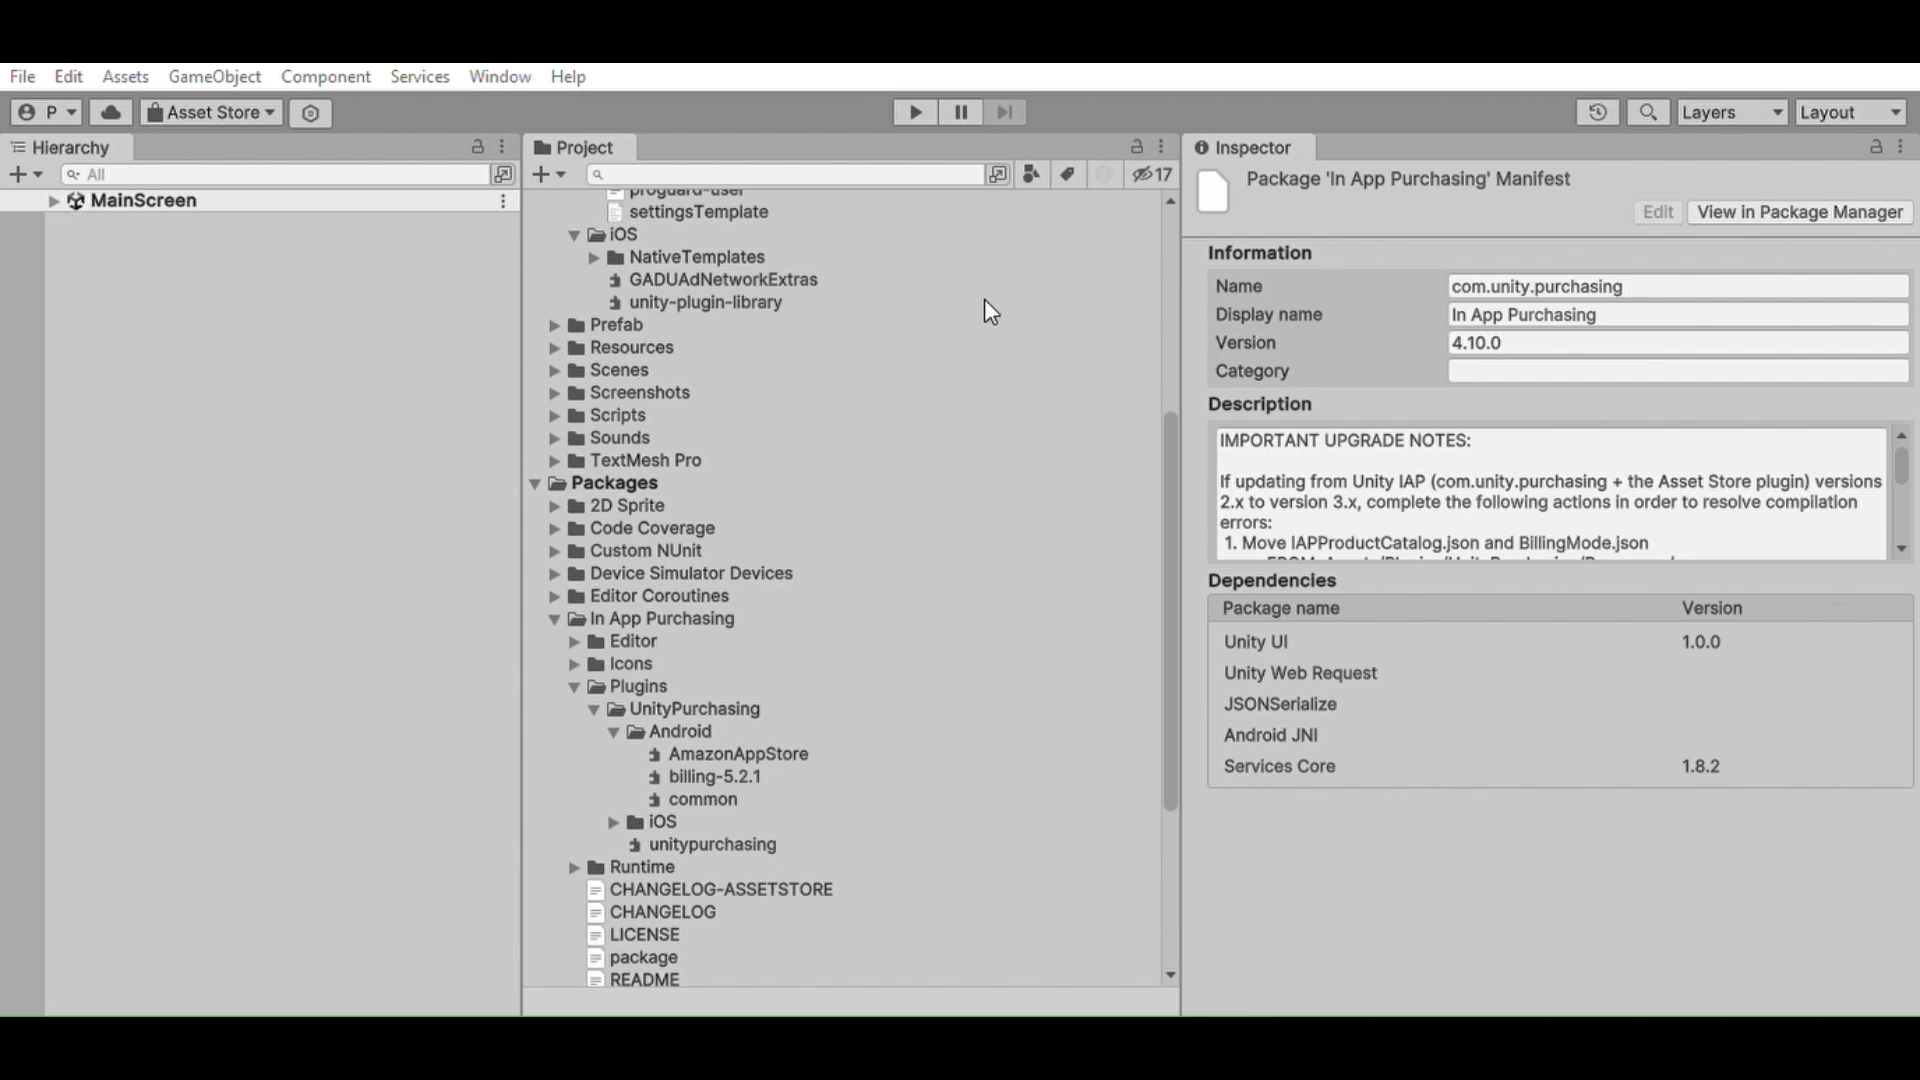 File Edit Assets GameObject Component Services Window Help
P Asset Store Layers Layout
Hierarchy
All
MainScreen
Project
17
proguard-user
settingsTemplate
iOS
NativeTemplates
GADUAdNetworkExtras
unity-plugin-library
Prefab
Resources
Scenes
Screenshots
Scripts
Sounds
TextMesh Pro
Packages
2D Sprite
Code Coverage
Custom NUnit
Device Simulator Devices
Editor Coroutines
In App Purchasing
Editor
Icons
Plugins
UnityPurchasing
Android
AmazonAppStore
billing-5.2.1
common
iOS
unitypurchasing
Runtime
CHANGELOG-ASSETSTORE
CHANGELOG
LICENSE
package
README
Inspector
Package 'In App Purchasing' Manifest
Edit View in Package Manager
Information
Name com.unity.purchasing
Display name In App Purchasing
Version 4.10.0
Category
Description
IMPORTANT UPGRADE NOTES:
If updating from Unity IAP (com.unity.purchasing + the Asset Store plugin) versions
2.x to version 3.x, complete the following actions in order to resolve compilation
errors:
1. Move IAPProductCatalog.json and BillingMode.json
Dependencies
Package name Version
Unity UI 1.0.0
Unity Web Request
JSONSerialize
Android JNI
Services Core 1.8.2